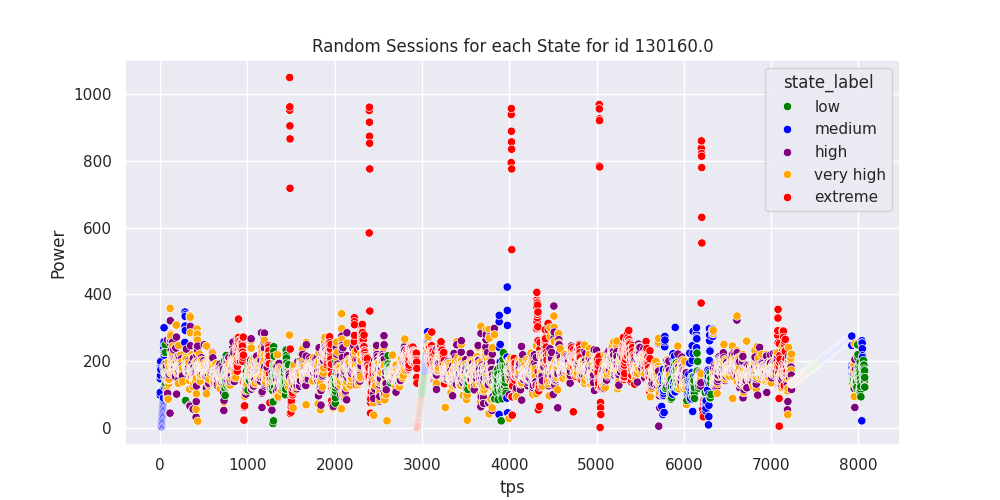 Random Sessions for each State for id 130160.0
1000
800
600
400
200
0
Power
0 1000 2000 3000 4000 5000 6000 7000 8000
tps
state_label
low
medium
high
very high
extreme